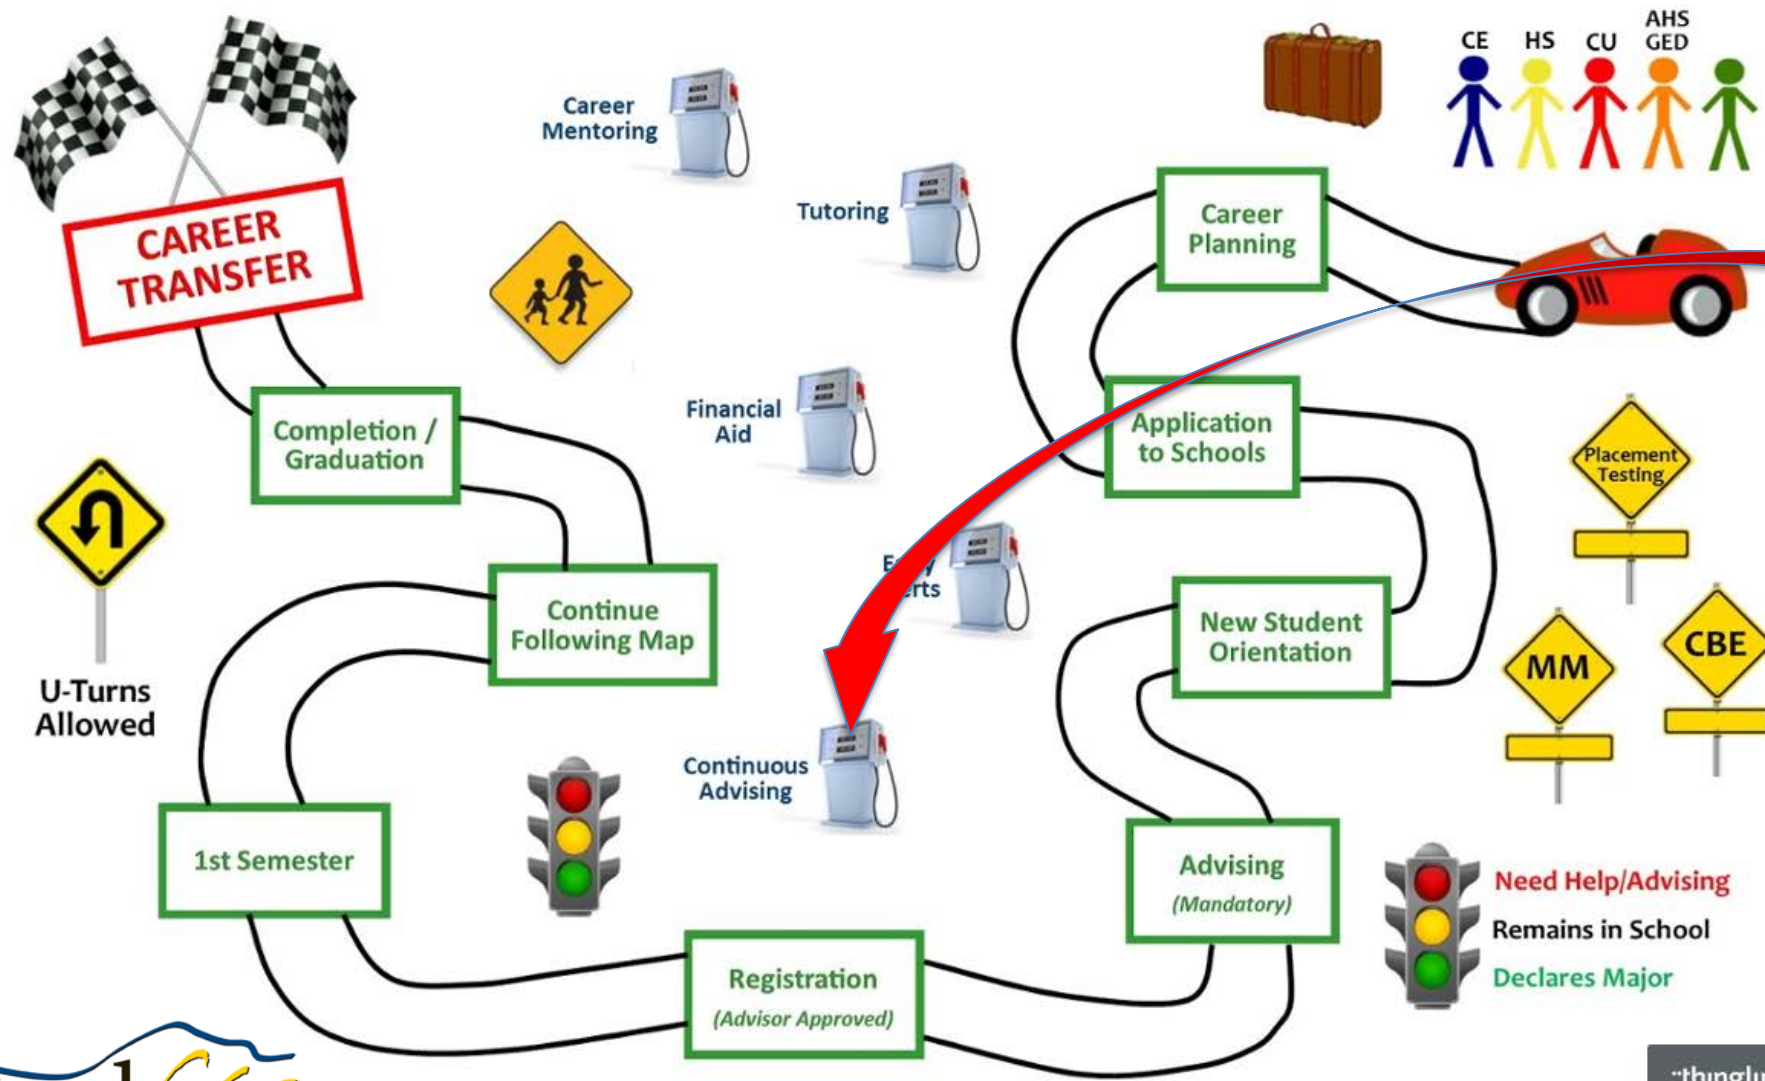 AHS
CE HS CU GED
Career
Mentoring
Tutoring
Career
Planning
CAREER
TRANSFER
Financial
Aid
Application
to Schools
Completion /
Graduation
Placement
Testing
New Student
Orientation
Continue
Following Map
MM
CBE
U-Turns
Allowed
Continuous
Advising
1st Semester
Advising
(Mandatory)
Need Help/Advising
Remains in School
Declares Major
Registration
(Advisor Approved)